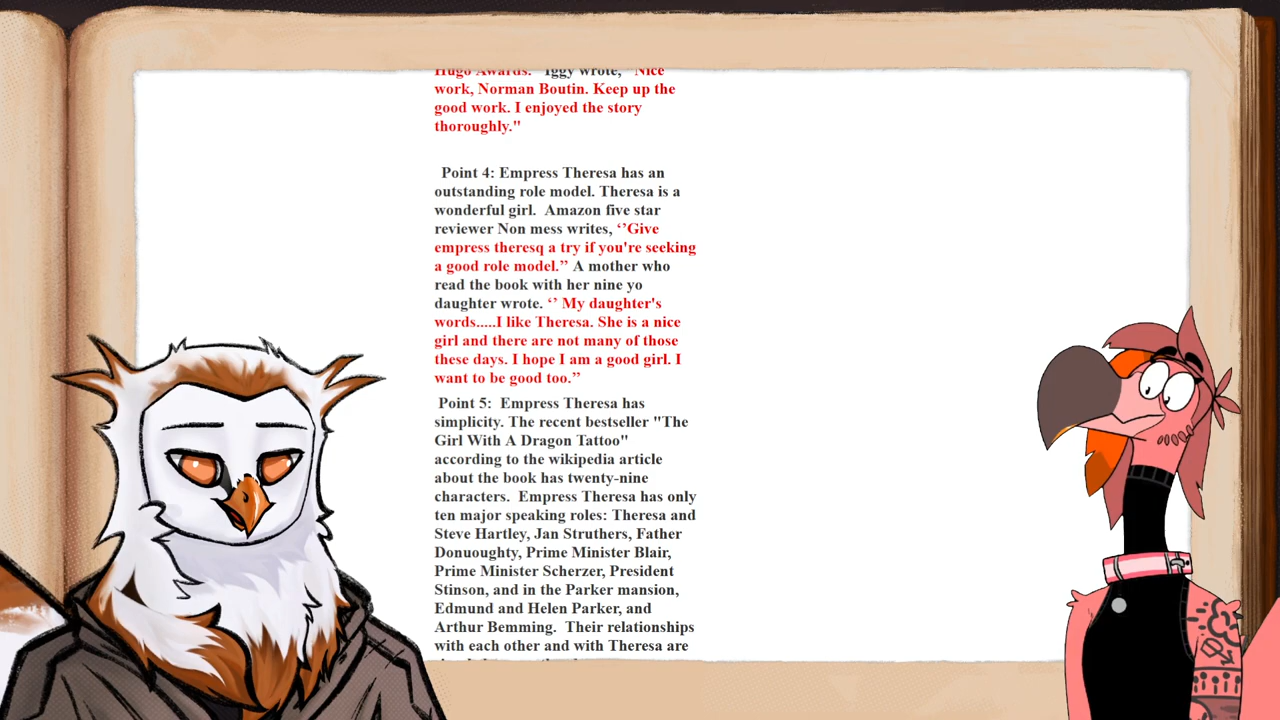 Hugo Awards." Iggy wrote, "Nice
work, Norman Boutin. Keep up the
good work. I enjoyed the story
thoroughly."
Point 4: Empress Theresa has an
outstanding role model. Theresa is a
wonderful girl.  Amazon five star
reviewer Non mess writes, ‘’Give
empress theresq a try if you're seeking
a good role model.’’ A mother who
read the book with her nine yo
daughter wrote. ‘’ My daughter's
words.....I like Theresa. She is a nice
girl and there are not many of those
these days. I hope I am a good girl. I
want to be good too.’’
Point 5:  Empress Theresa has
simplicity. The recent bestseller "The
Girl With A Dragon Tattoo"
according to the wikipedia article
about the book has twenty-nine
characters.  Empress Theresa has only
ten major speaking roles: Theresa and
Steve Hartley, Jan Struthers, Father
Donuoughty, Prime Minister Blair,
Prime Minister Scherzer, President
Stinson, and in the Parker mansion,
Edmund and Helen Parker, and
Arthur Bemming.  Their relationships
with each other and with Theresa are